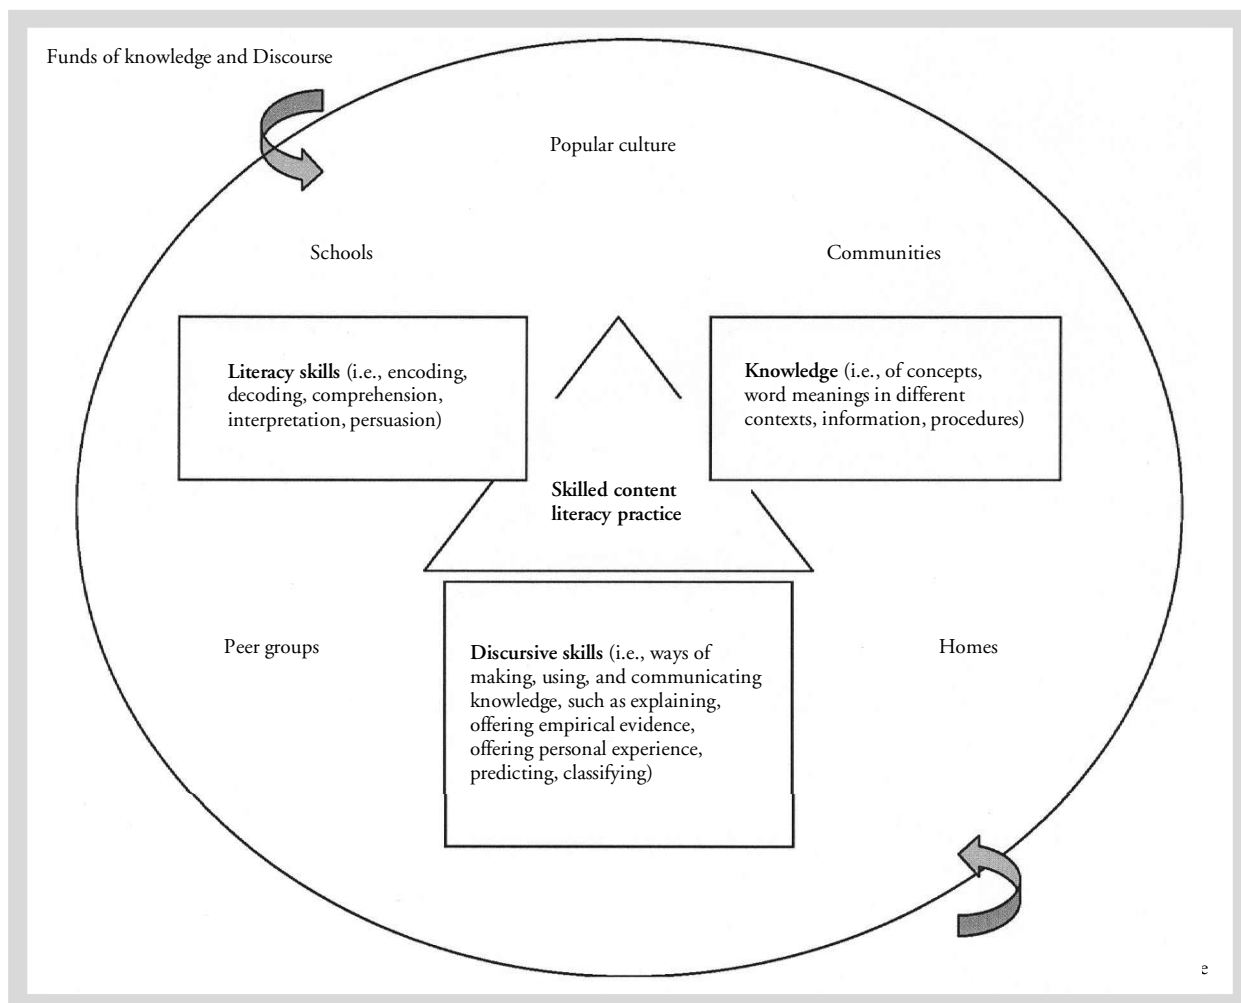 Funds of knowledge and Discourse
Popular culture
Schools
Communities
Literacy skills (i.e., encoding,
decoding, comprehension,
interpretation, persuasion)
Knowledge (i.e., of concepts,
word meanings in different
contexts, information, procedures)
Skilled content
literacy practice
Peer groups
Homes
Discursive skills (i.e., ways of
making, using, and communicating
knowledge, such as explaining,
offering empirical evidence,
offering personal experience,
predicting, classifying)
e